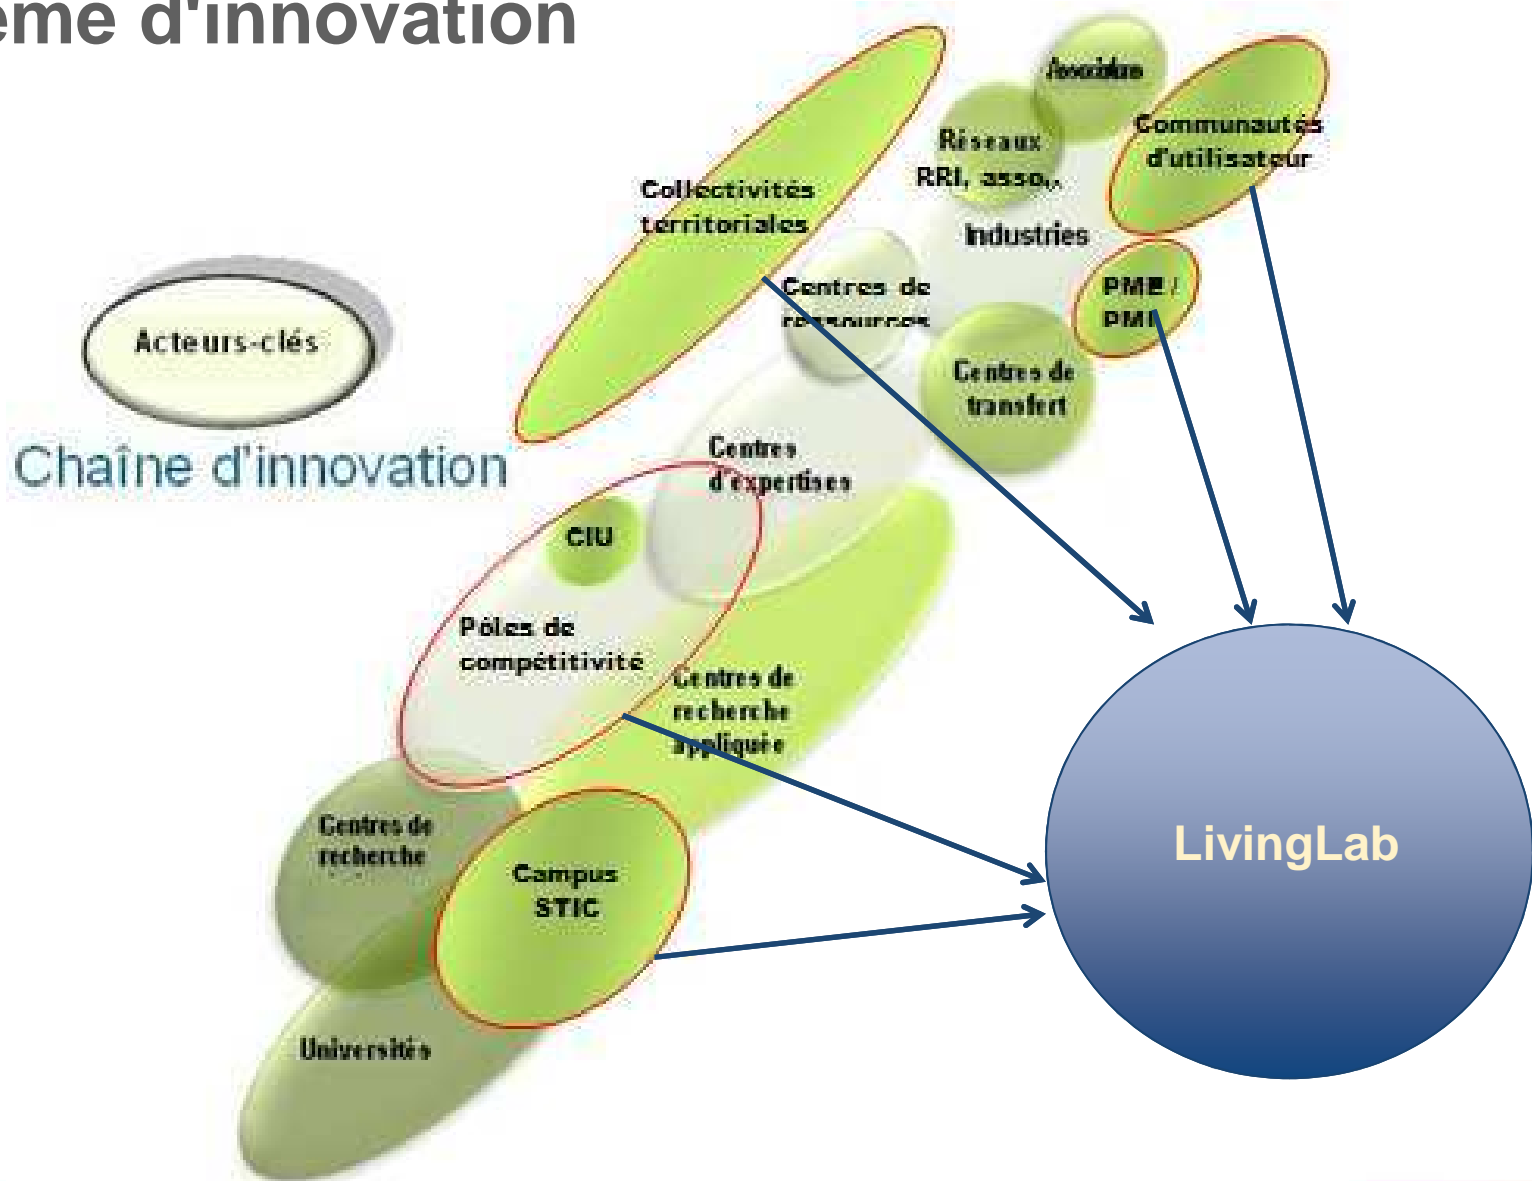 ème d'innovation
Collectivités
territoriales
Réseaux
RRI, asso..
Communautés
d'utilisateur
Industries
Centres de
ressources
PME /
PMI
Acteurs-clés
Chaîne d'innovation
Centres de
transfert
Centres
d'expertises
CIU
Pôles de
compétitivité
Centres de
recherche
appliquée
Centres de
recherche
Campus
STIC
LivingLab
Universités